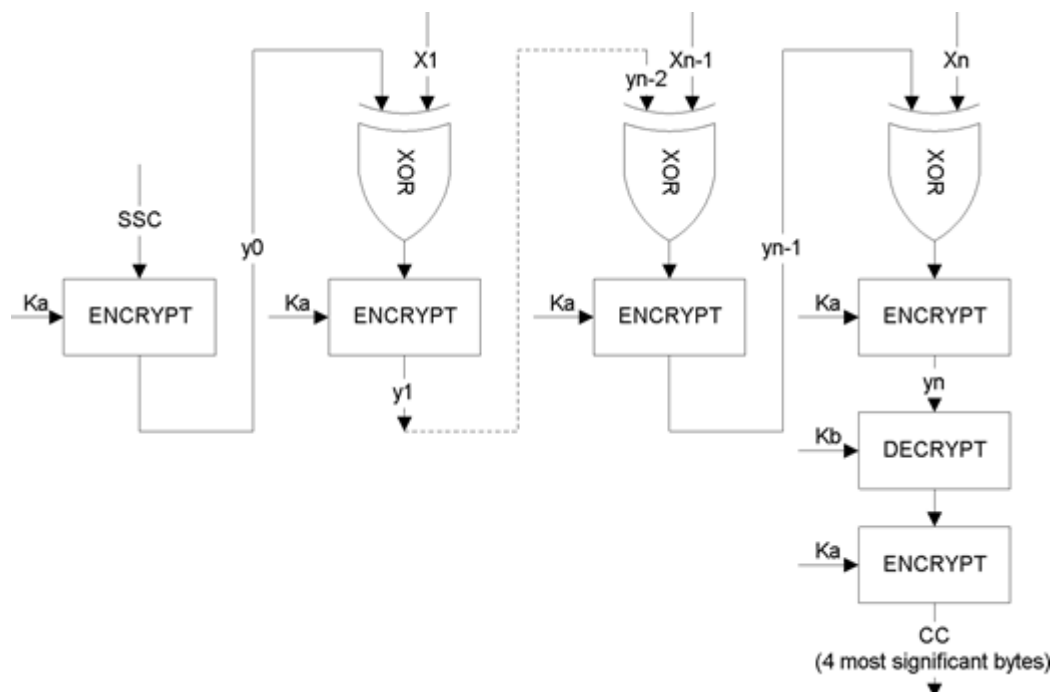 X1
Xn-1
Xn
yn-2
XOR
XOR
XOR
SSC
y0
yn-1
Ka
ENCRYPT
Ka
ENCRYPT
Ka
ENCRYPT
Ka
ENCRYPT
y1
yn
Kb
DECRYPT
Ka
ENCRYPT
CC
(4 most significant bytes)